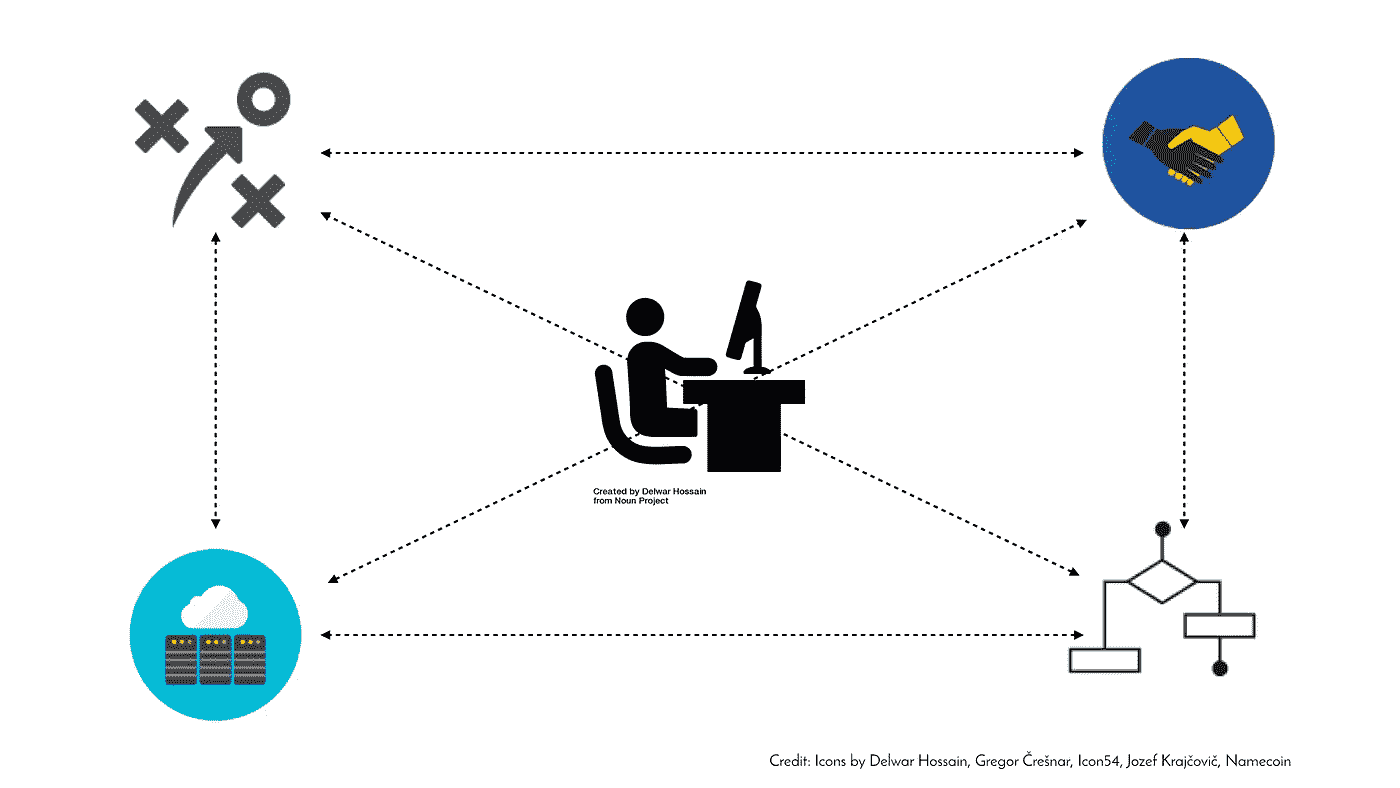 Created by Delwar Hossain
from Noun Project
Credit: Icons by Delwar Hossain, Gregor Črešnar, Icon54, Jozef Krajčovič, Namecoin